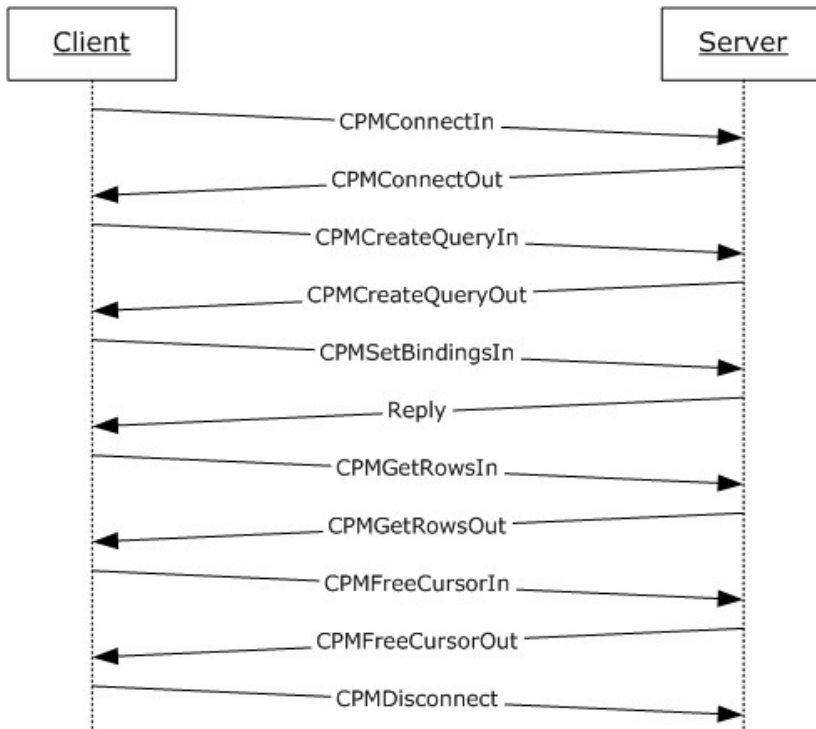 Client
Server
CPMConnectIn
CPMConnectOut
CPMCreateQueryIn
CPMCreateQueryOut
CPMSetBindingsIn
Reply
CPMGetRowsIn
CPMGetRowsOut
CPMFreeCursorIn
CPMFreeCursorOut
CPMDisconnect